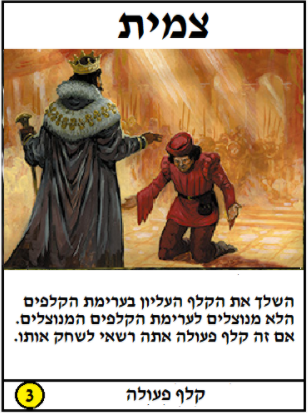 צמית
השלך את הקלף העליון בערימת הקלפים
הלא מנוצלים לערימת הקלפים המנוצלים.
אם זה קלף פעולה אתה רשאי לשחק אותו.
קלף פעולה
3